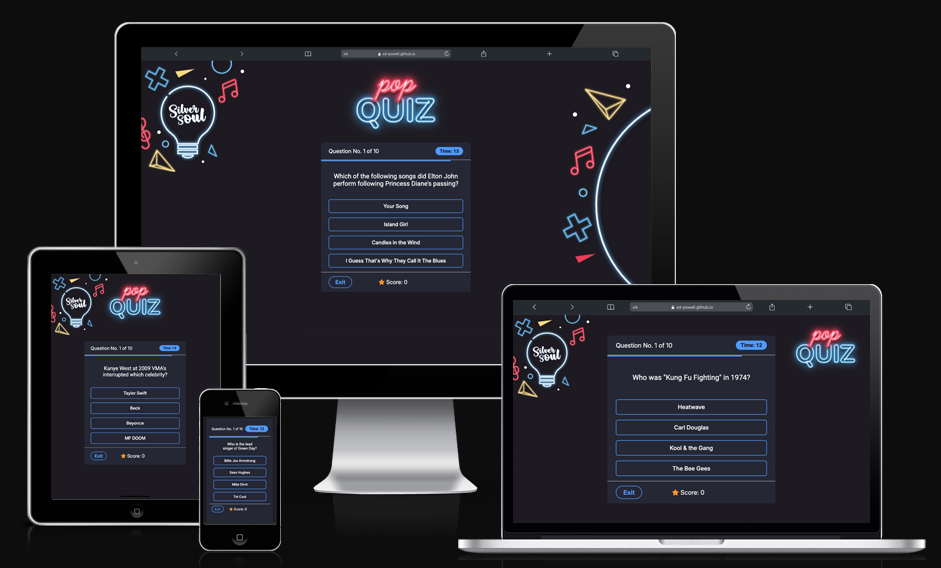 AA
sd-powell.github.io
Silver
Soul
pop
QUIZ
Question No. 1 of 10
Time: 13
Which of the following songs did Elton John
perform following Princess Diane's passing?
Your Song
Island Girl
Candles in the Wind
I Guess That's Why They Call It The Blues
Exit
Score: 0
Silver
Soul
pop
QUIZ
Question No. 1 of 10
Kanye West at 2009 VMA's
interrupted which celebrity?
Taylor Swift
Beck
Beyonce
MF DOOM
Exit
Score: 0
Question No. 1 of 10
Who is the lead
singer of Green Day?
Billie Joe Armstrong
Sean Hughes
Mike Dirnt
Tré Cool
Exit
Score: 0
AA
sd-powell.github.io
Silver
Soul
pop
QUIZ
Question No. 1 of 10
Time: 12
Who was "Kung Fu Fighting" in 1974?
Heatwave
Carl Douglas
Kool & the Gang
The Bee Gees
Exit
Score: 0